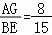 AG/BE = 8/15